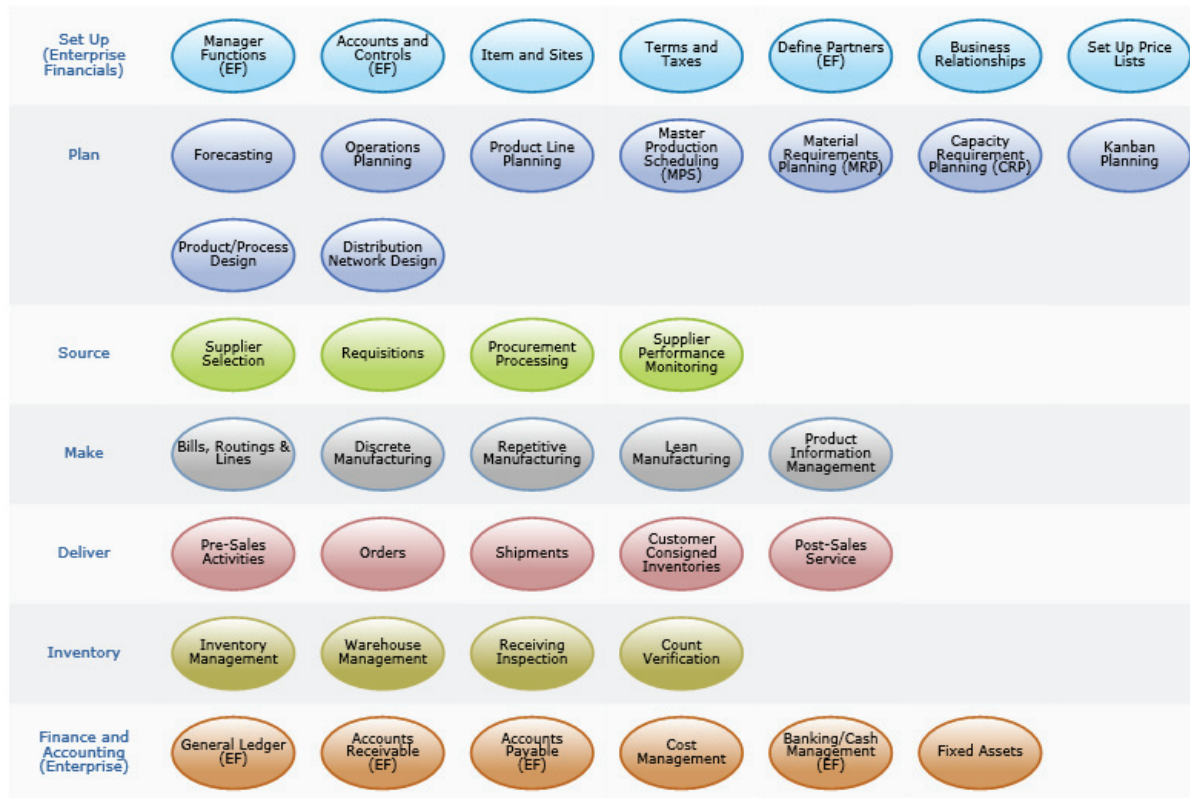 Set Up
(Enterprise
Financials)
Manager
Functions
(EF)
Accounts and
Controls
(EF)
Item and Sites
Terms and
Taxes
Define Partners
(EF)
Business
Relationships
Set Up Price
Lists
Plan
Forecasting
Operations
Planning
Product Line
Planning
Master
Production
Scheduling
(MPS)
Material
Requirements
Planning (MRP)
Capacity
Requirement
Planning (CRP)
Kanban
Planning
Product/Process
Design
Distribution
Network Design
Source
Supplier
Selection
Requisitions
Procurement
Processing
Supplier
Performance
Monitoring
Make
Bills, Routings &
Lines
Discrete
Manufacturing
Repetitive
Manufacturing
Lean
Manufacturing
Product
Information
Management
Deliver
Pre-Sales
Activities
Orders
Shipments
Customer
Consigned
Inventories
Post-Sales
Service
Inventory
Inventory
Management
Warehouse
Management
Receiving
Inspection
Count
Verification
Finance and
Accounting
(Enterprise)
General Ledger
(EF)
Accounts
Receivable
(EF)
Accounts
Payable
(EF)
Cost
Management
Banking/Cash
Management
(EF)
Fixed Assets